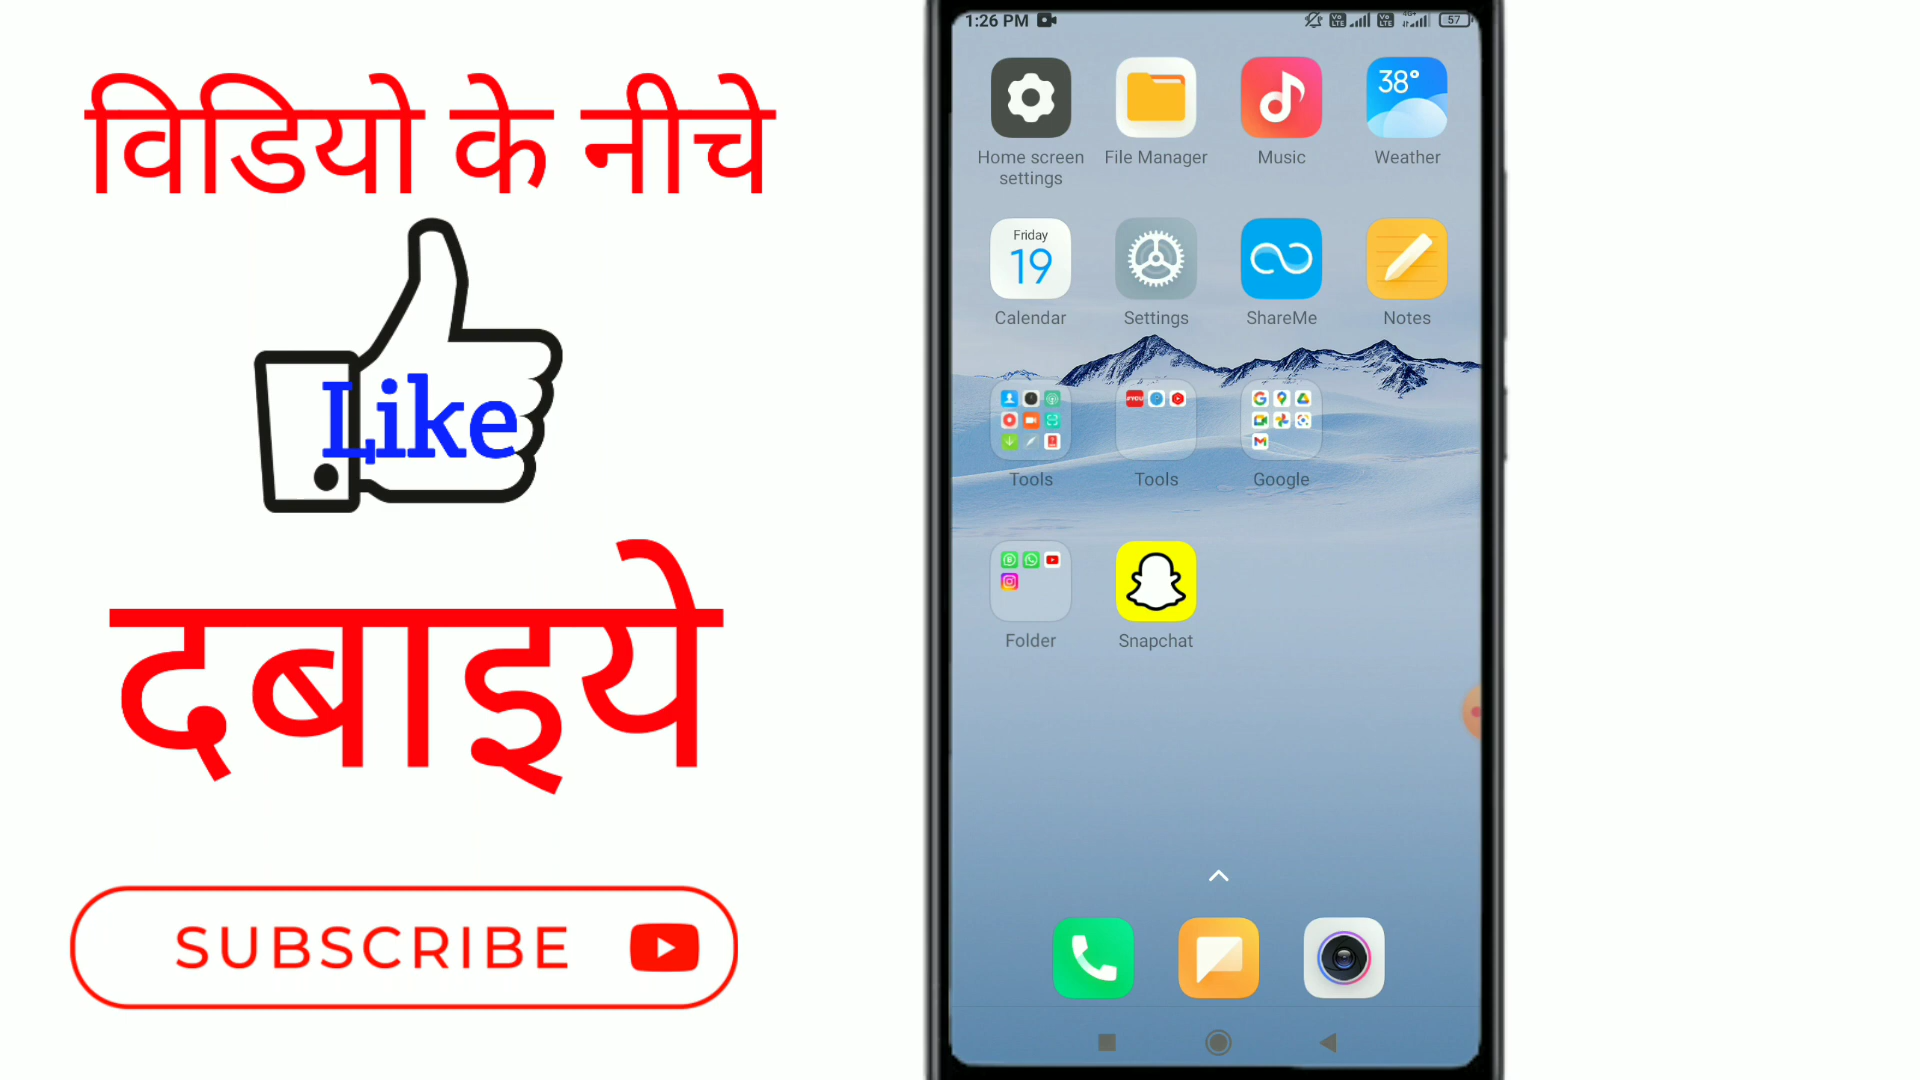 विडियो के नीचे
Like
दबाइये
SUBSCRIBE
1:26 PM 57
38°
Home screen settings File Manager Music Weather
Friday
19
Calendar Settings ShareMe Notes
Tools Tools Google
Folder Snapchat